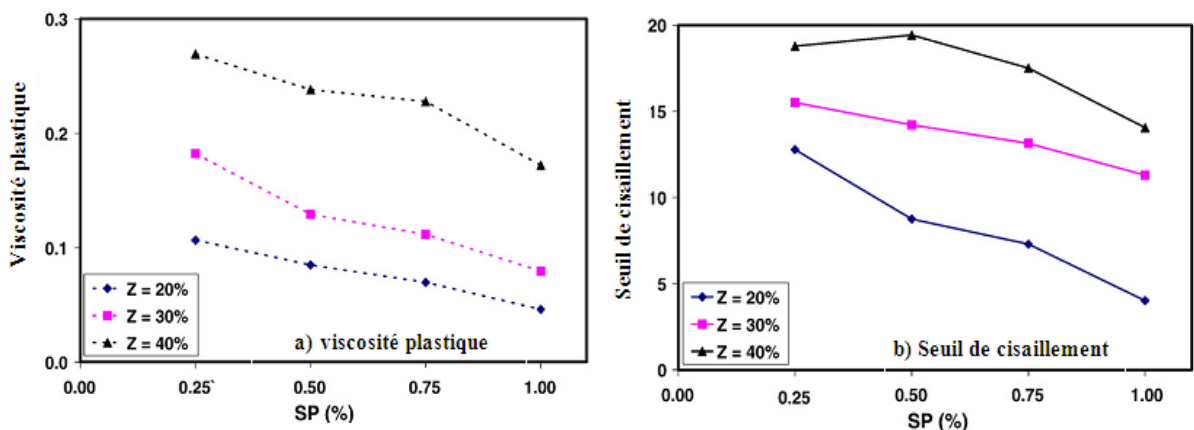 Viscosité plastique
0.3
0.2
0.1
0.0
Z = 20%
Z = 30%
Z = 40%
a) viscosité plastique
0.00
0.25`
0.50
0.75
1.00
SP (%)
Seuil de cisaillement
20
15
10
5
0
Z = 20%
Z = 30%
Z = 40%
b) Seuil de cisaillement
0.00
0.25
0.50
0.75
1.00
SP (%)